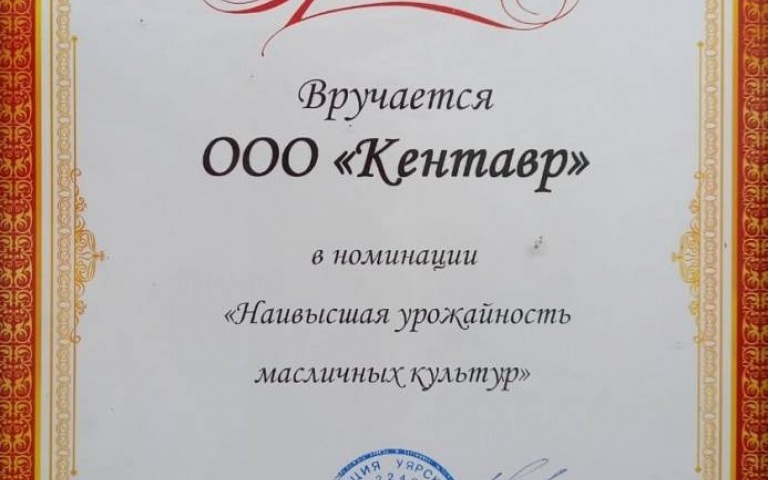 Вручается
ООО «Кентавр»
в номинации
«Наивысшая урожайность
масличных культур»